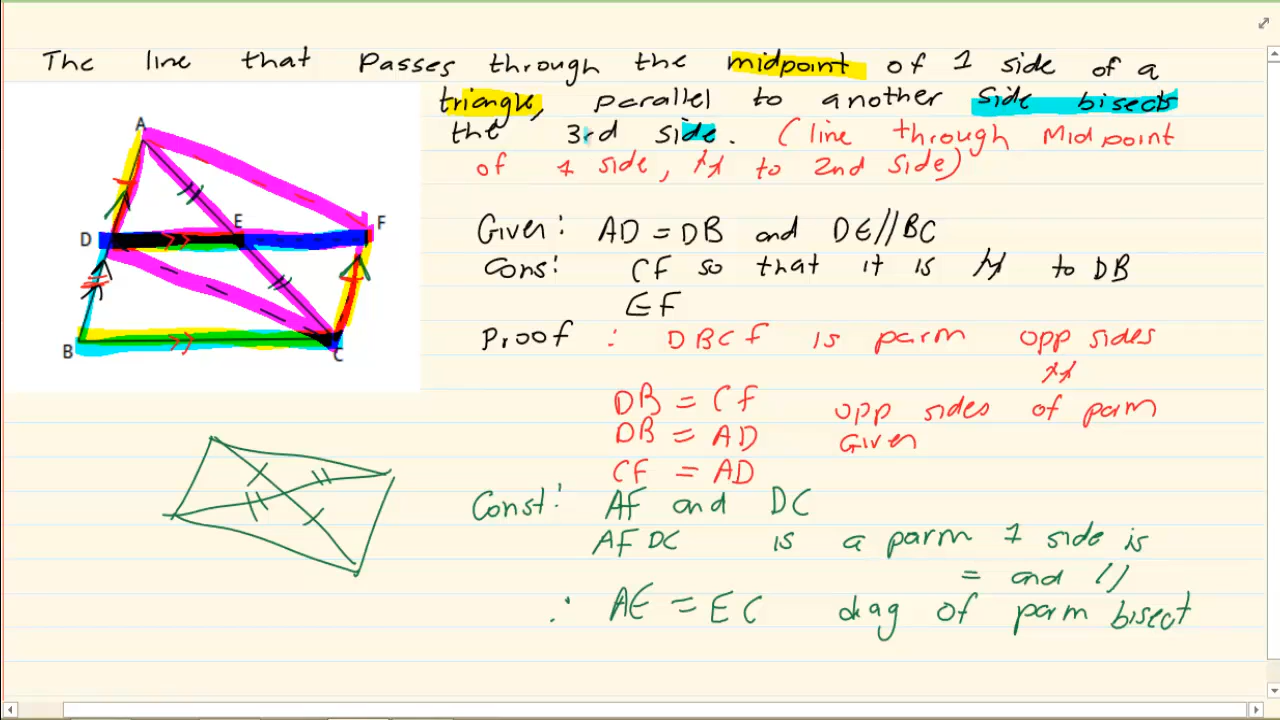 The line that passes through the midpoint of 1 side of a
triangle, parallel to another side bisects
the 3rd side. (line through Midpoint
of 1 side, // to 2nd side)
A
E
F
D
B
C
Given: AD = DB and DE//BC
Cons: CF so that it is // to DB
EF
Proof : DBCF is parm opp sides
//
DB = CF opp sides of parm
DB = AD Given
CF = AD
Const: AF and DC
AFDC is a parm 1 side is
= and //
∴ AE = EC diag of parm bisect